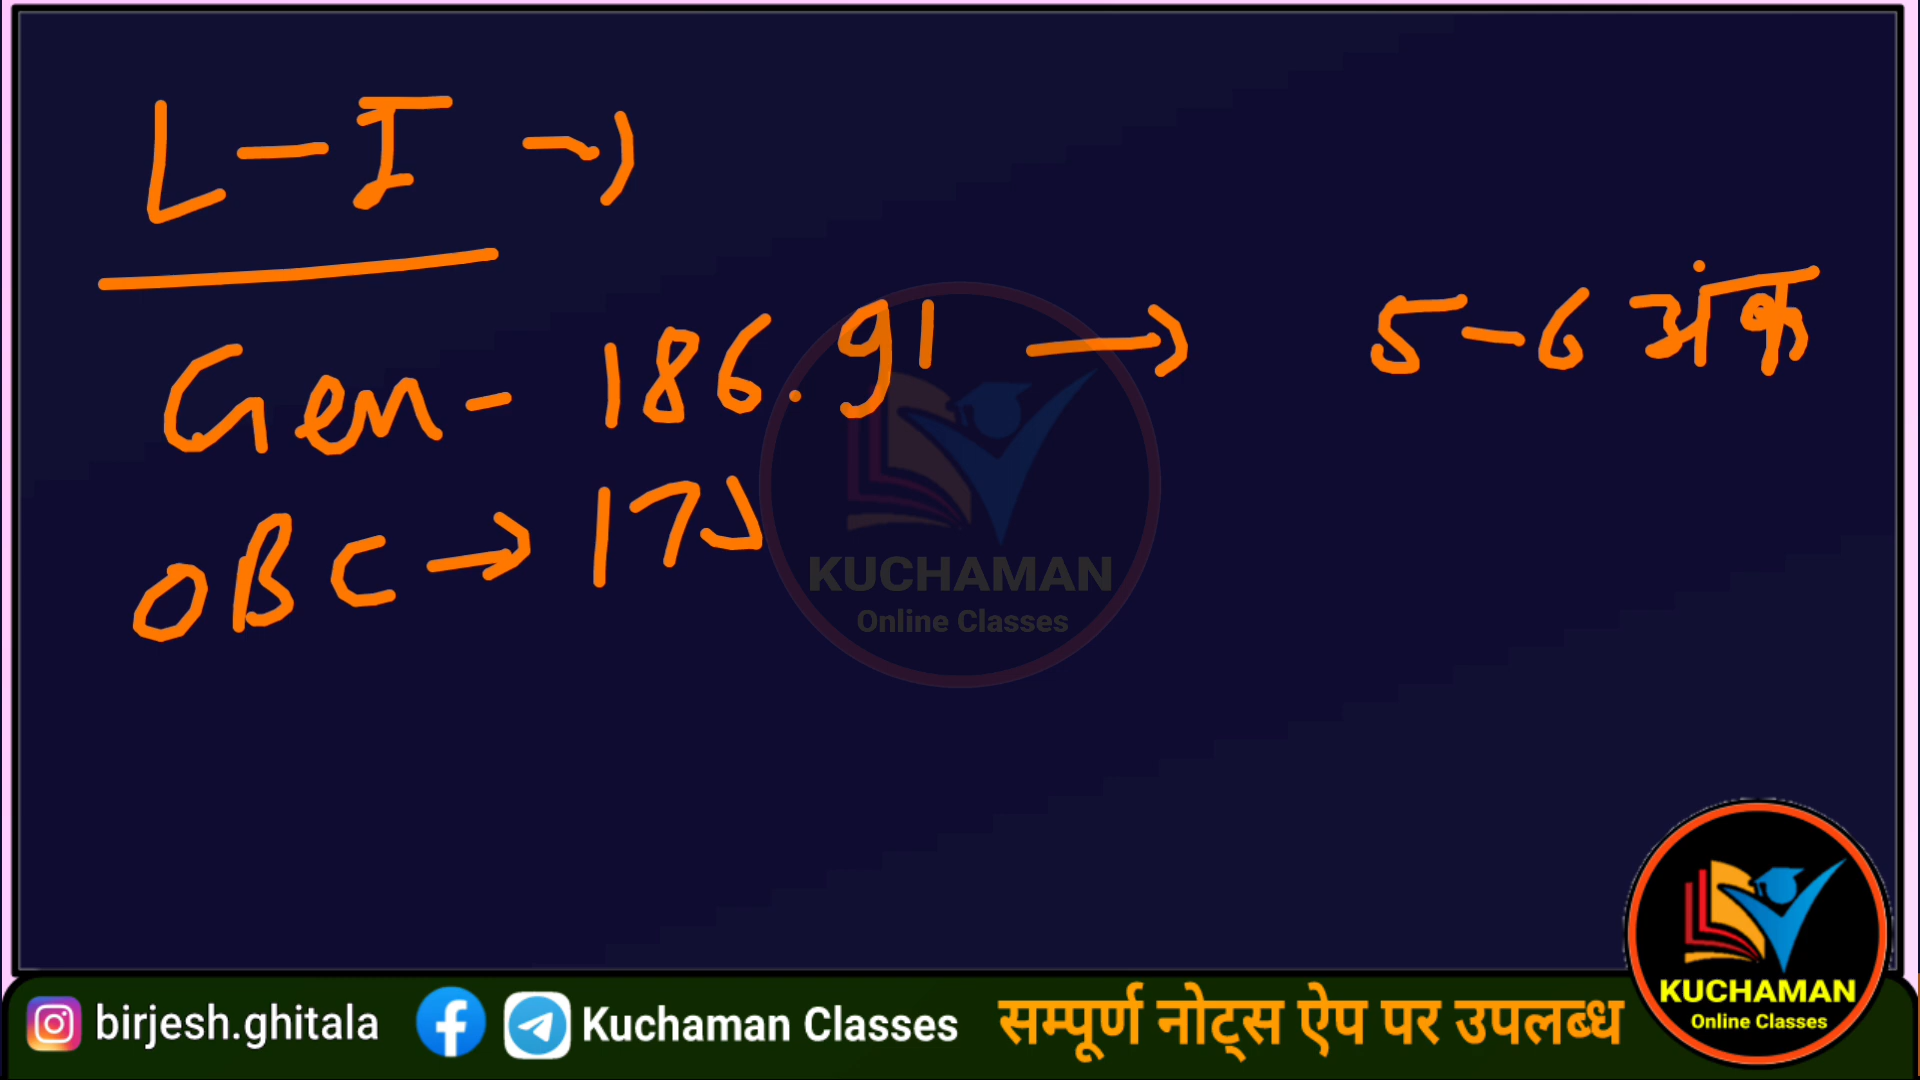 L-I →
Gen - 186.91 → 5-6 अंक
OBC → 175
KUCHAMAN
Online Classes
birjesh.ghitala
Kuchaman Classes
सम्पूर्ण नोट्स ऐप पर उपलब्ध
KUCHAMAN
Online Classes